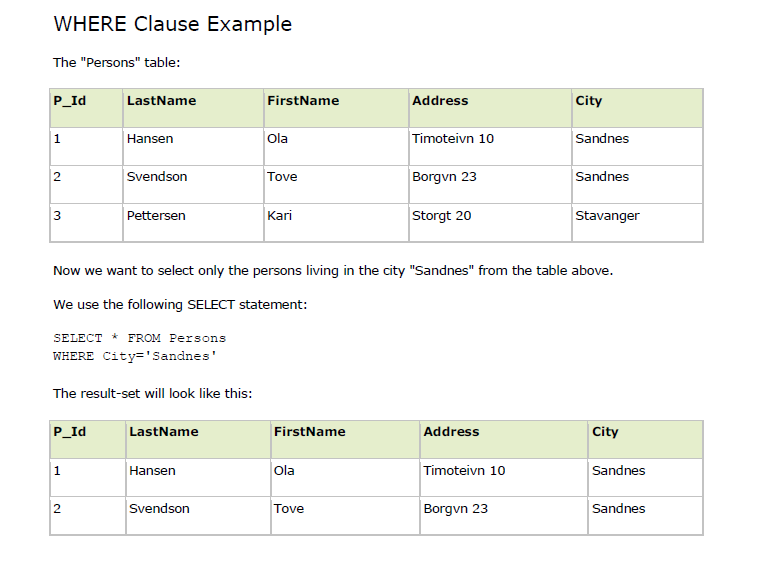 WHERE Clause Example
The "Persons" table:
P_Id LastName FirstName Address City
1 Hansen Ola Timoteivn 10 Sandnes
2 Svendson Tove Borgvn 23 Sandnes
3 Pettersen Kari Storgt 20 Stavanger
Now we want to select only the persons living in the city "Sandnes" from the table above.
We use the following SELECT statement:
SELECT * FROM Persons
WHERE City='Sandnes'
The result-set will look like this:
P_Id LastName FirstName Address City
1 Hansen Ola Timoteivn 10 Sandnes
2 Svendson Tove Borgvn 23 Sandnes